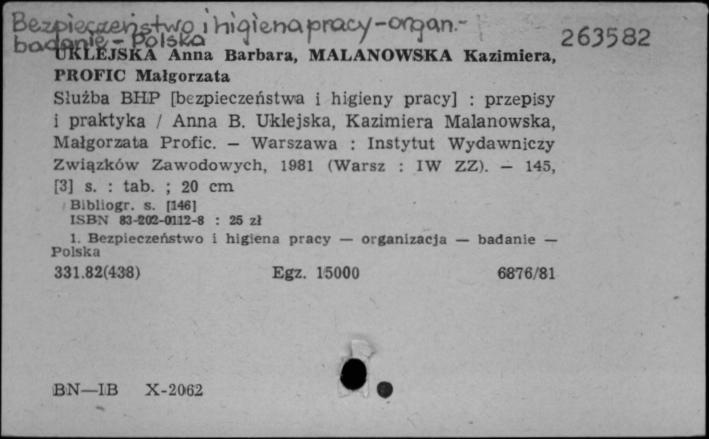 Bezpieczeństwo i higiena pracy-organ.-
badanie - Polska
263582
UKLEJSKA Anna Barbara, MALANOWSKA Kazimiera,
PROFIC Małgorzata
Służba BHP [bezpieczeństwa i higieny pracy] : przepisy
i praktyka / Anna B. Uklejska, Kazimiera Malanowska,
Małgorzata Profic. — Warszawa : Instytut Wydawniczy
Związków Zawodowych, 1981 (Warsz : IW ZZ). — 145,
[3] s. : tab. ; 20 cm
Bibliogr. s. [146]
ISBN 83-202-0112-8 : 25 zł
1. Bezpieczeństwo i higiena pracy — organizacja — badanie —
Polska
331.82(438) Egz. 15000 6876/81
BN—IB X-2062